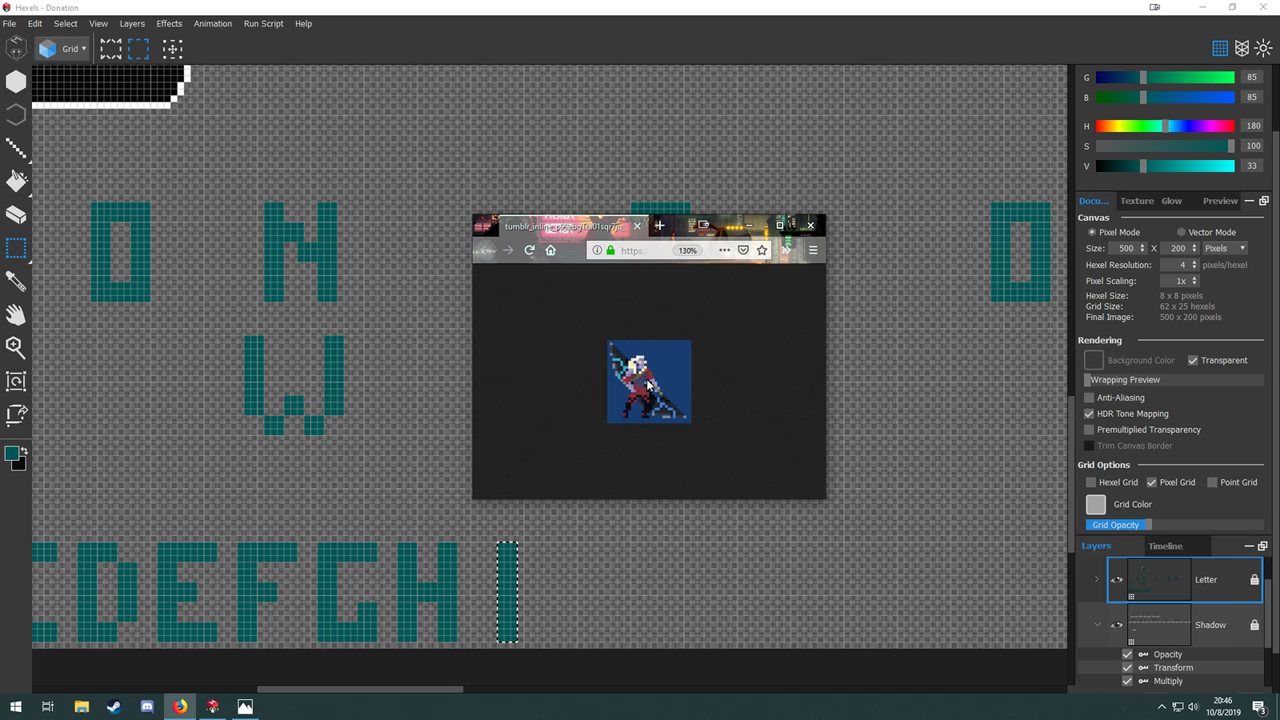 Hexels - Donation
File Edit Select View Layers Effects Animation Run Script Help
Grid
G 85
B 85
H 180
S 100
V 33
Docu... Texture Glow Preview
Canvas
Pixel Mode Vector Mode
Size: 500 X 200 Pixels
Hexel Resolution: 4 pixels/hexel
Pixel Scaling: 1x
Hexel Size: 8 x 8 pixels
Grid Size: 62 x 25 hexels
Final Image: 500 x 200 pixels
Rendering
Background Color Transparent
Wrapping Preview
Anti-Aliasing
HDR Tone Mapping
Premultiplied Transparency
Trim Canvas Border
Grid Options
Hexel Grid Pixel Grid Point Grid
Grid Color
Grid Opacity
Layers Timeline
Letter
Shadow
Opacity
Transform
Multiply
https:
130%
O N O
W
C D E F G H I
20:46
10/8/2019
3